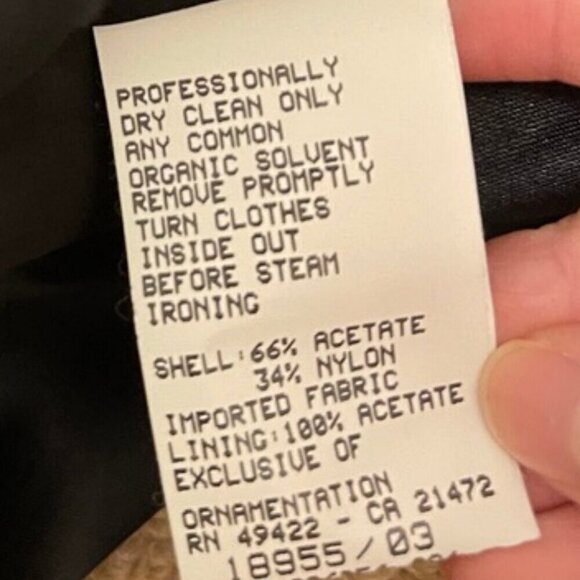 PROFESSIONALLY
DRY CLEAN ONLY
ANY COMMON
ORGANIC SOLVENT
REMOVE PROMPTLY
TURN CLOTHES
INSIDE OUT
BEFORE STEAM
IRONING
SHELL:66% ACETATE
34% NYLON
IMPORTED FABRIC
LINING:100% ACETATE
EXCLUSIVE OF
ORNAMENTATION
RN 49422 - CA 21472
18955/03